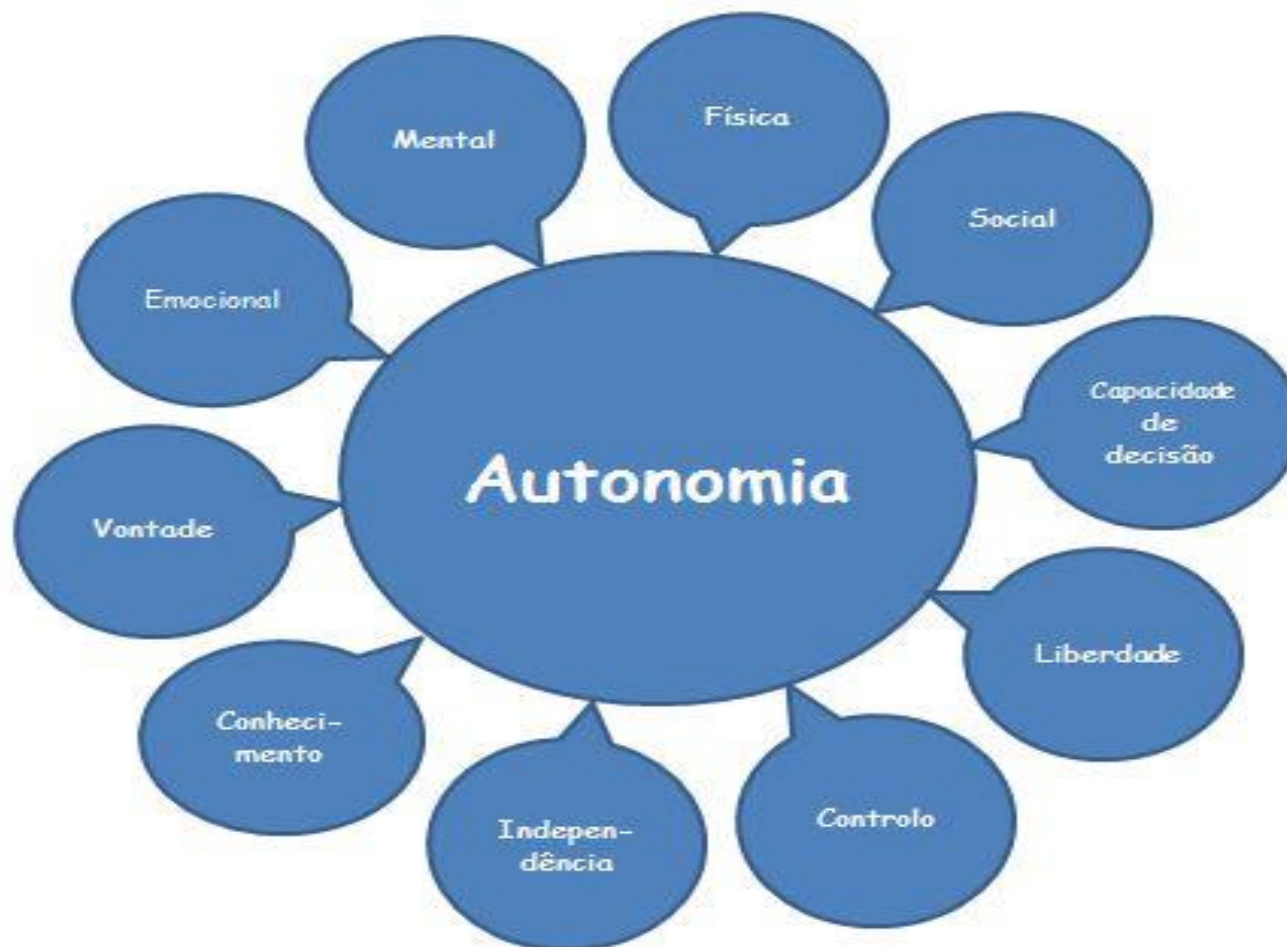 Mental
Física
Social
Emocional
Capacidade
de
decisão
Autonomia
Vontade
Liberdade
Conheci-
mento
Indepen-
dência
Controlo